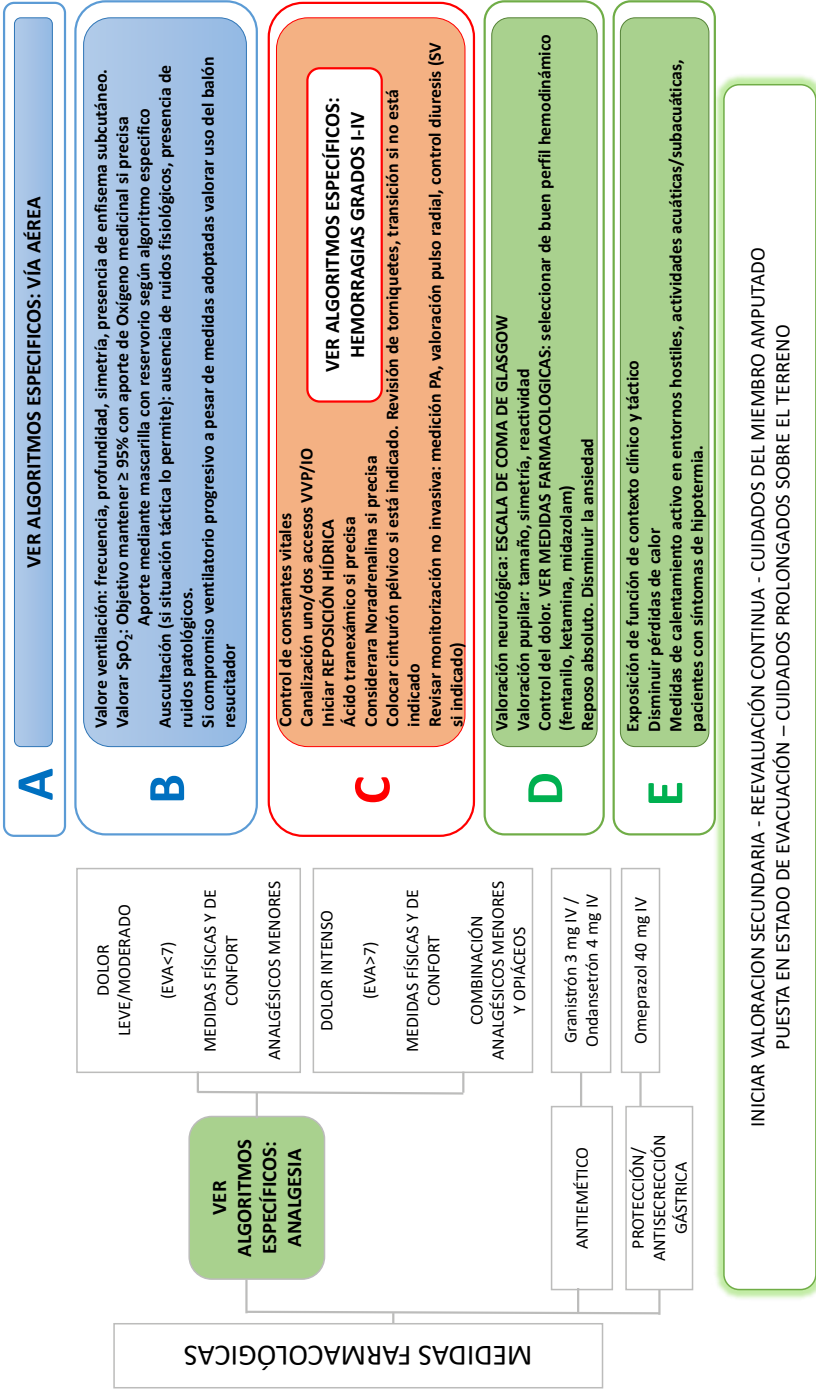 A
VER ALGORITMOS ESPECIFICOS: VÍA AÉREA
B
Valore ventilación: frecuencia, profundidad, simetría, presencia de enfisema subcutáneo.
Valorar SpO2: Objetivo mantener ≥ 95% con aporte de Oxígeno medicinal si precisa
Aporte mediante mascarilla con reservorio según algoritmo especifico
Auscultación (si situación táctica lo permite): ausencia de ruidos fisiológicos, presencia de
ruidos patológicos.
Si compromiso ventilatorio progresivo a pesar de medidas adoptadas valorar uso del balón
resucitador
C
Control de constantes vitales
Canalización uno/dos accesos VVP/IO
Iniciar REPOSICIÓN HÍDRICA
Ácido tranexámico si precisa
Considerara Noradrenalina si precisa
Colocar cinturón pélvico si está indicado. Revisión de torniquetes, transición si no está
indicado
Revisar monitorización no invasiva: medición PA, valoración pulso radial, control diuresis (SV
si indicado)
VER ALGORITMOS ESPECÍFICOS:
HEMORRAGIAS GRADOS I-IV
D
Valoración neurológica: ESCALA DE COMA DE GLASGOW
Valoración pupilar: tamaño, simetría, reactividad
Control del dolor. VER MEDIDAS FARMACOLOGICAS: seleccionar de buen perfil hemodinámico
(fentanilo, ketamina, midazolam)
Reposo absoluto. Disminuir la ansiedad
E
Exposición de función de contexto clínico y táctico
Disminuir pérdidas de calor
Medidas de calentamiento activo en entornos hostiles, actividades acuáticas/subacuáticas,
pacientes con síntomas de hipotermia.
MEDIDAS FARMACOLÓGICAS
VER
ALGORITMOS
ESPECÍFICOS:
ANALGESIA
DOLOR
LEVE/MODERADO
(EVA<7)
MEDIDAS FÍSICAS Y DE
CONFORT
ANALGÉSICOS MENORES
DOLOR INTENSO
(EVA>7)
MEDIDAS FÍSICAS Y DE
CONFORT
COMBINACIÓN
ANALGÉSICOS MENORES
Y OPIÁCEOS
ANTIEMÉTICO
Granistrón 3 mg IV /
Ondansetrón 4 mg IV
PROTECCIÓN/
ANTISECRECCIÓN
GÁSTRICA
Omeprazol 40 mg IV
INICIAR VALORACION SECUNDARIA - REEVALUACIÓN CONTINUA - CUIDADOS DEL MIEMBRO AMPUTADO
PUESTA EN ESTADO DE EVACUACIÓN – CUIDADOS PROLONGADOS SOBRE EL TERRENO